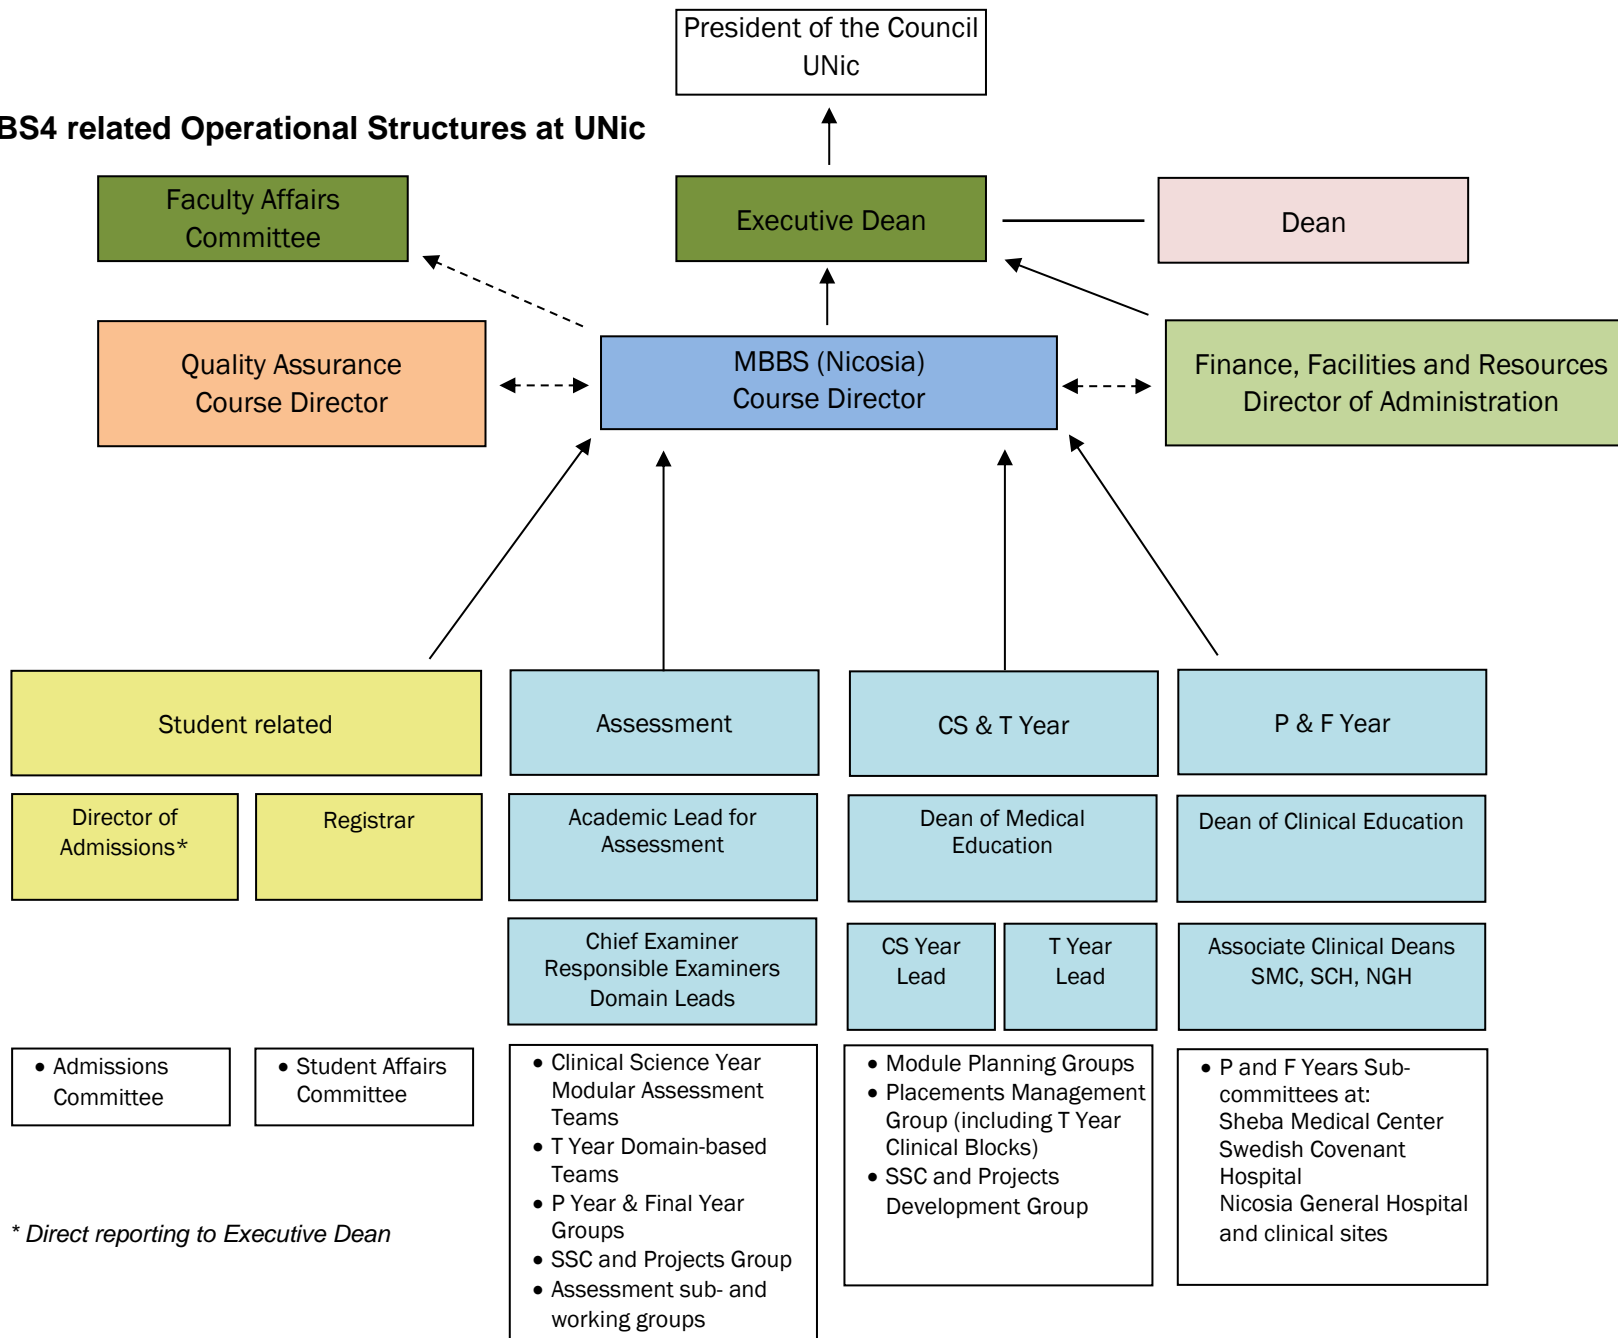 President of the Council
UNic
BS4 related Operational Structures at UNic
Faculty Affairs
Committee
Executive Dean
Dean
Quality Assurance
Course Director
MBBS (Nicosia)
Course Director
Finance, Facilities and Resources
Director of Administration
Student related
Assessment
CS & T Year
P & F Year
Director of
Admissions*
Registrar
Academic Lead for
Assessment
Dean of Medical
Education
Dean of Clinical Education
Chief Examiner
Responsible Examiners
Domain Leads
CS Year
Lead
T Year
Lead
Associate Clinical Deans
SMC, SCH, NGH
• Admissions
Committee
• Student Affairs
Committee
• Clinical Science Year
Modular Assessment
Teams
• T Year Domain-based
Teams
• P Year & Final Year
Groups
• SSC and Projects Group
• Assessment sub- and
working groups
• Module Planning Groups
• Placements Management
Group (including T Year
Clinical Blocks)
• SSC and Projects
Development Group
• P and F Years Sub-
committees at:
Sheba Medical Center
Swedish Covenant
Hospital
Nicosia General Hospital
and clinical sites
* Direct reporting to Executive Dean